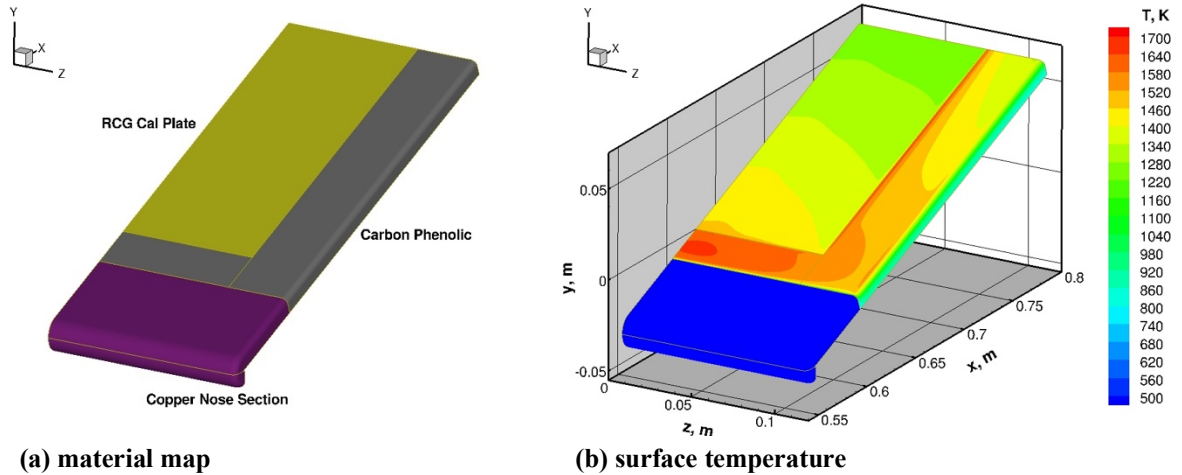 Y
X
Z
RCG Cal Plate
Carbon Phenolic
Copper Nose Section
(a) material map
Y
X
Z
T, K
1700
1640
1580
1520
1460
1400
1340
1280
1220
1160
1100
1040
980
920
860
800
740
680
620
560
500
0.05
0
-0.05
y, m
0
0.05
0.1
z, m
0.55
0.6
0.65
0.7
0.75
0.8
x, m
(b) surface temperature